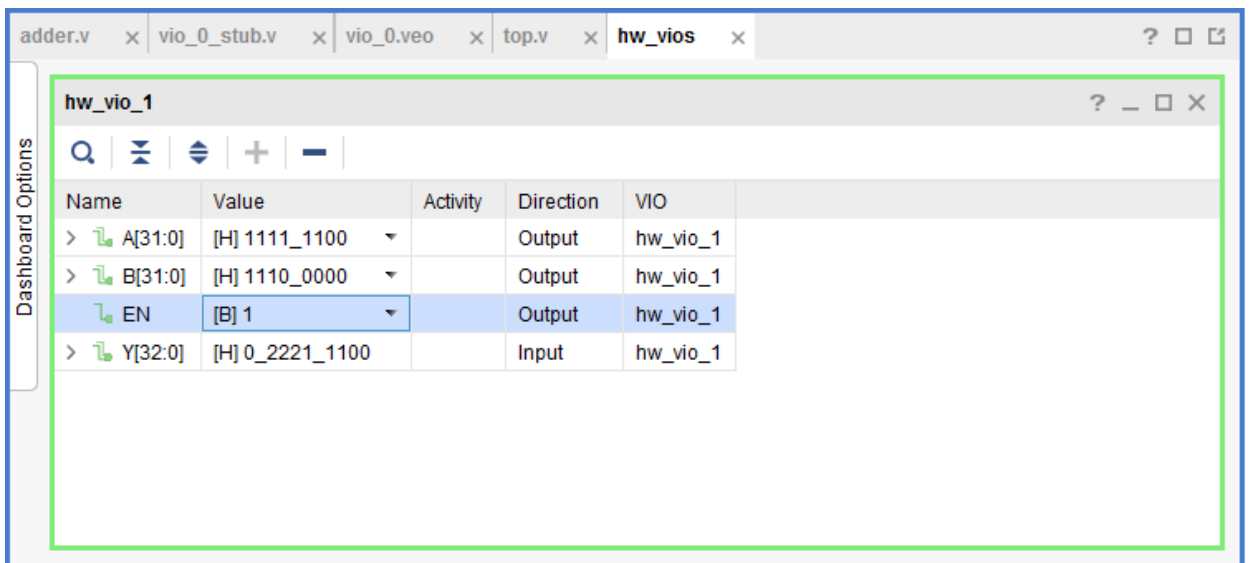 adder.v vio_0_stub.v vio_0.veo top.v hw_vios ?
Dashboard Options
hw_vio_1 ?
Name Value Activity Direction VIO
A[31:0] [H] 1111_1100 Output hw_vio_1
B[31:0] [H] 1110_0000 Output hw_vio_1
EN [B] 1 Output hw_vio_1
Y[32:0] [H] 0_2221_1100 Input hw_vio_1